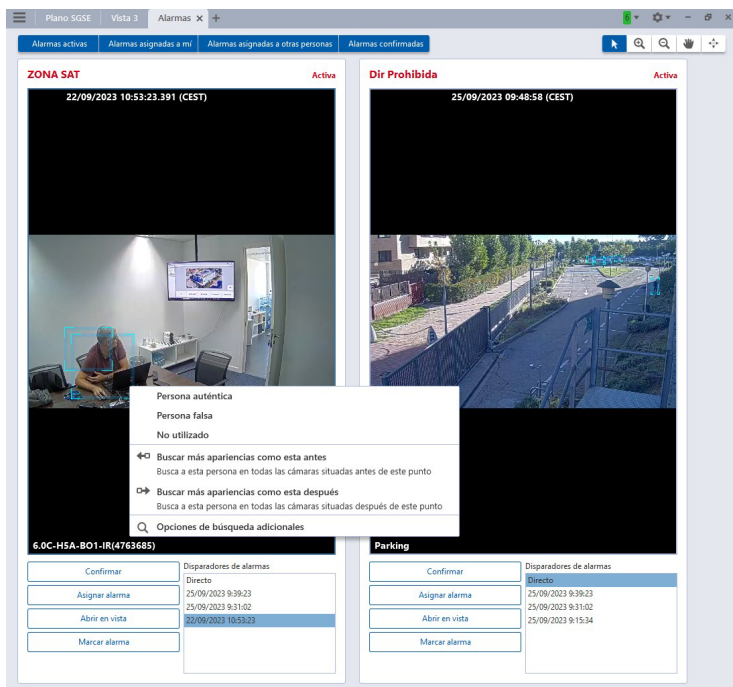 Plano SGSE Vista 3 Alarmas × + 6
Alarmas activas Alarmas asignadas a mí Alarmas asignadas a otras personas Alarmas confirmadas
ZONA SAT Activa
22/09/2023 10:53:23.391 (CEST)
Persona auténtica
Persona falsa
No utilizado
Buscar más apariencias como esta antes
Busca a esta persona en todas las cámaras situadas antes de este punto
Buscar más apariencias como esta después
Busca a esta persona en todas las cámaras situadas después de este punto
Opciones de búsqueda adicionales
6.0C-H5A-BO1-IR(4763685)
Confirmar
Asignar alarma
Abrir en vista
Marcar alarma
Disparadores de alarmas
Directo
25/09/2023 9:39:23
25/09/2023 9:31:02
22/09/2023 10:53:23
Dir Prohibida Activa
25/09/2023 09:48:58 (CEST)
Parking
Confirmar
Asignar alarma
Abrir en vista
Marcar alarma
Disparadores de alarmas
Directo
25/09/2023 9:39:23
25/09/2023 9:31:02
25/09/2023 9:15:34